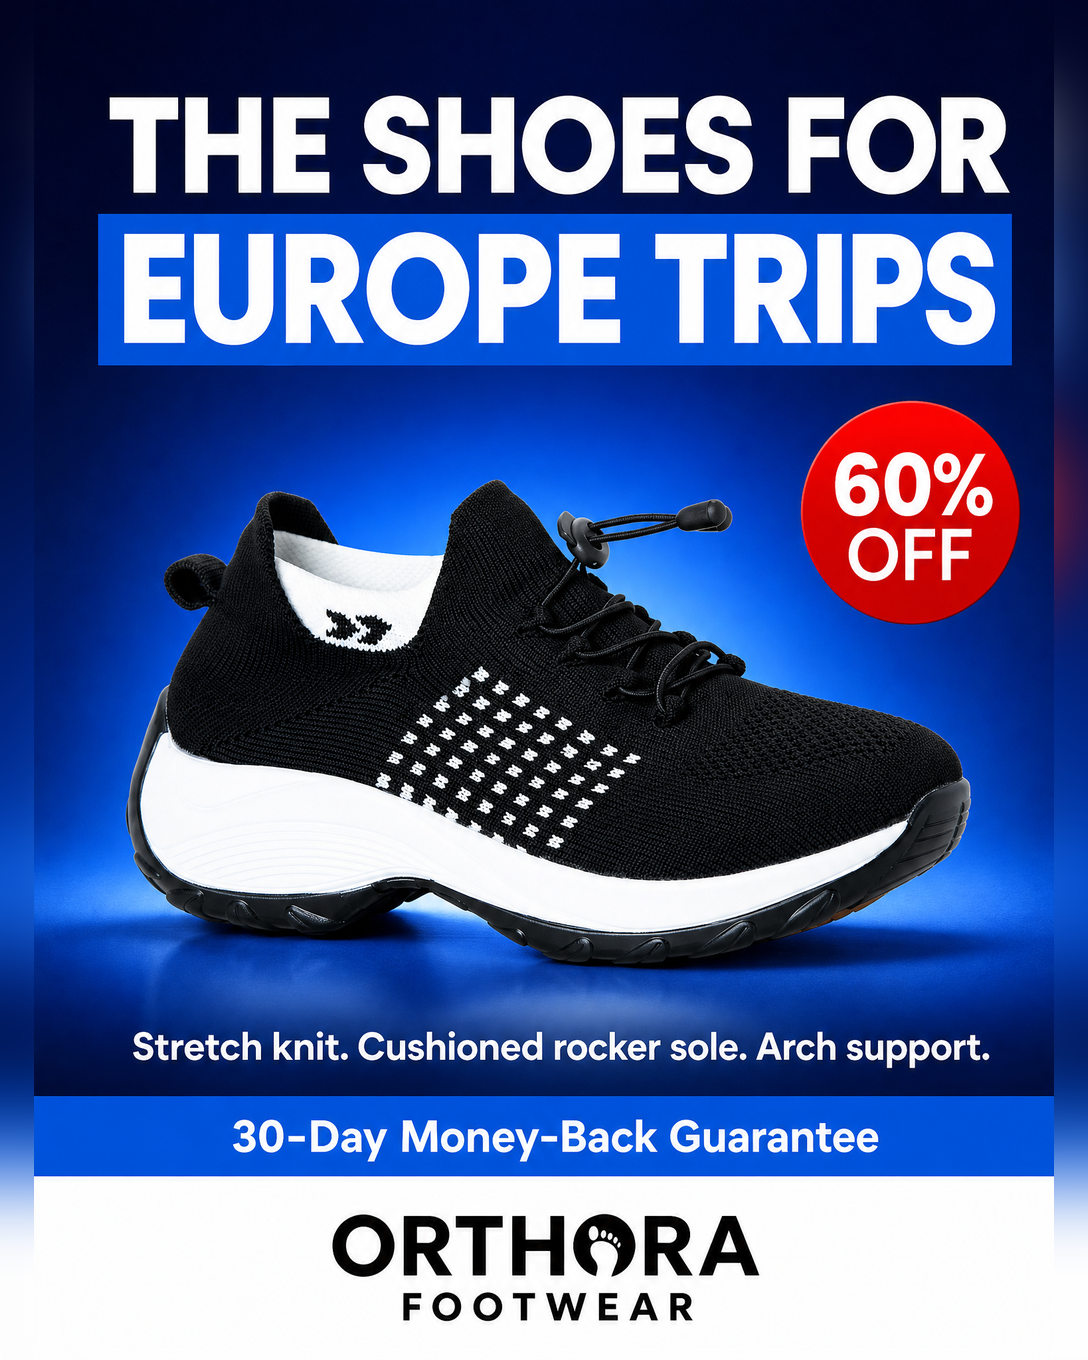 THE SHOES FOR
EUROPE TRIPS
60%
OFF
Stretch knit. Cushioned rocker sole. Arch support.
30-Day Money-Back Guarantee
ORTHORA
FOOTWEAR